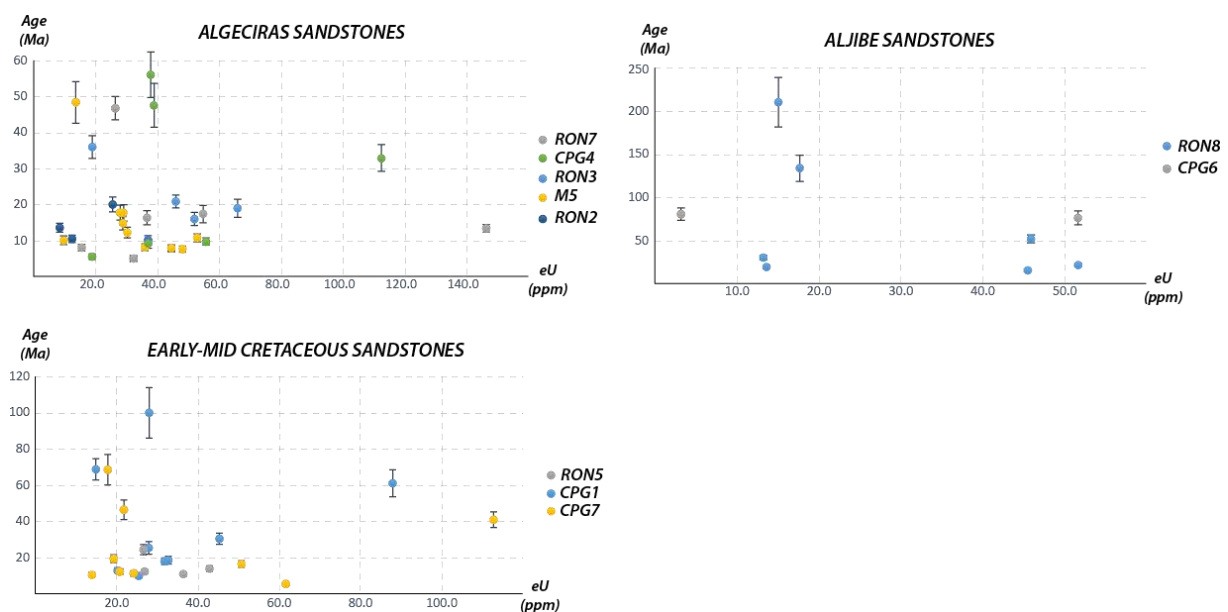 ALGECIRAS SANDSTONES
Age
(Ma)
60
50
40
30
20
10
20.0 40.0 60.0 80.0 100.0 120.0 140.0
eU
(ppm)
RON7
CPG4
RON3
M5
RON2
ALJIBE SANDSTONES
Age
(Ma)
250
200
150
100
50
10.0 20.0 30.0 40.0 50.0
eU
(ppm)
RON8
CPG6
EARLY-MID CRETACEOUS SANDSTONES
Age
(Ma)
120
100
80
60
40
20
20.0 40.0 60.0 80.0 100.0
eU
(ppm)
RON5
CPG1
CPG7